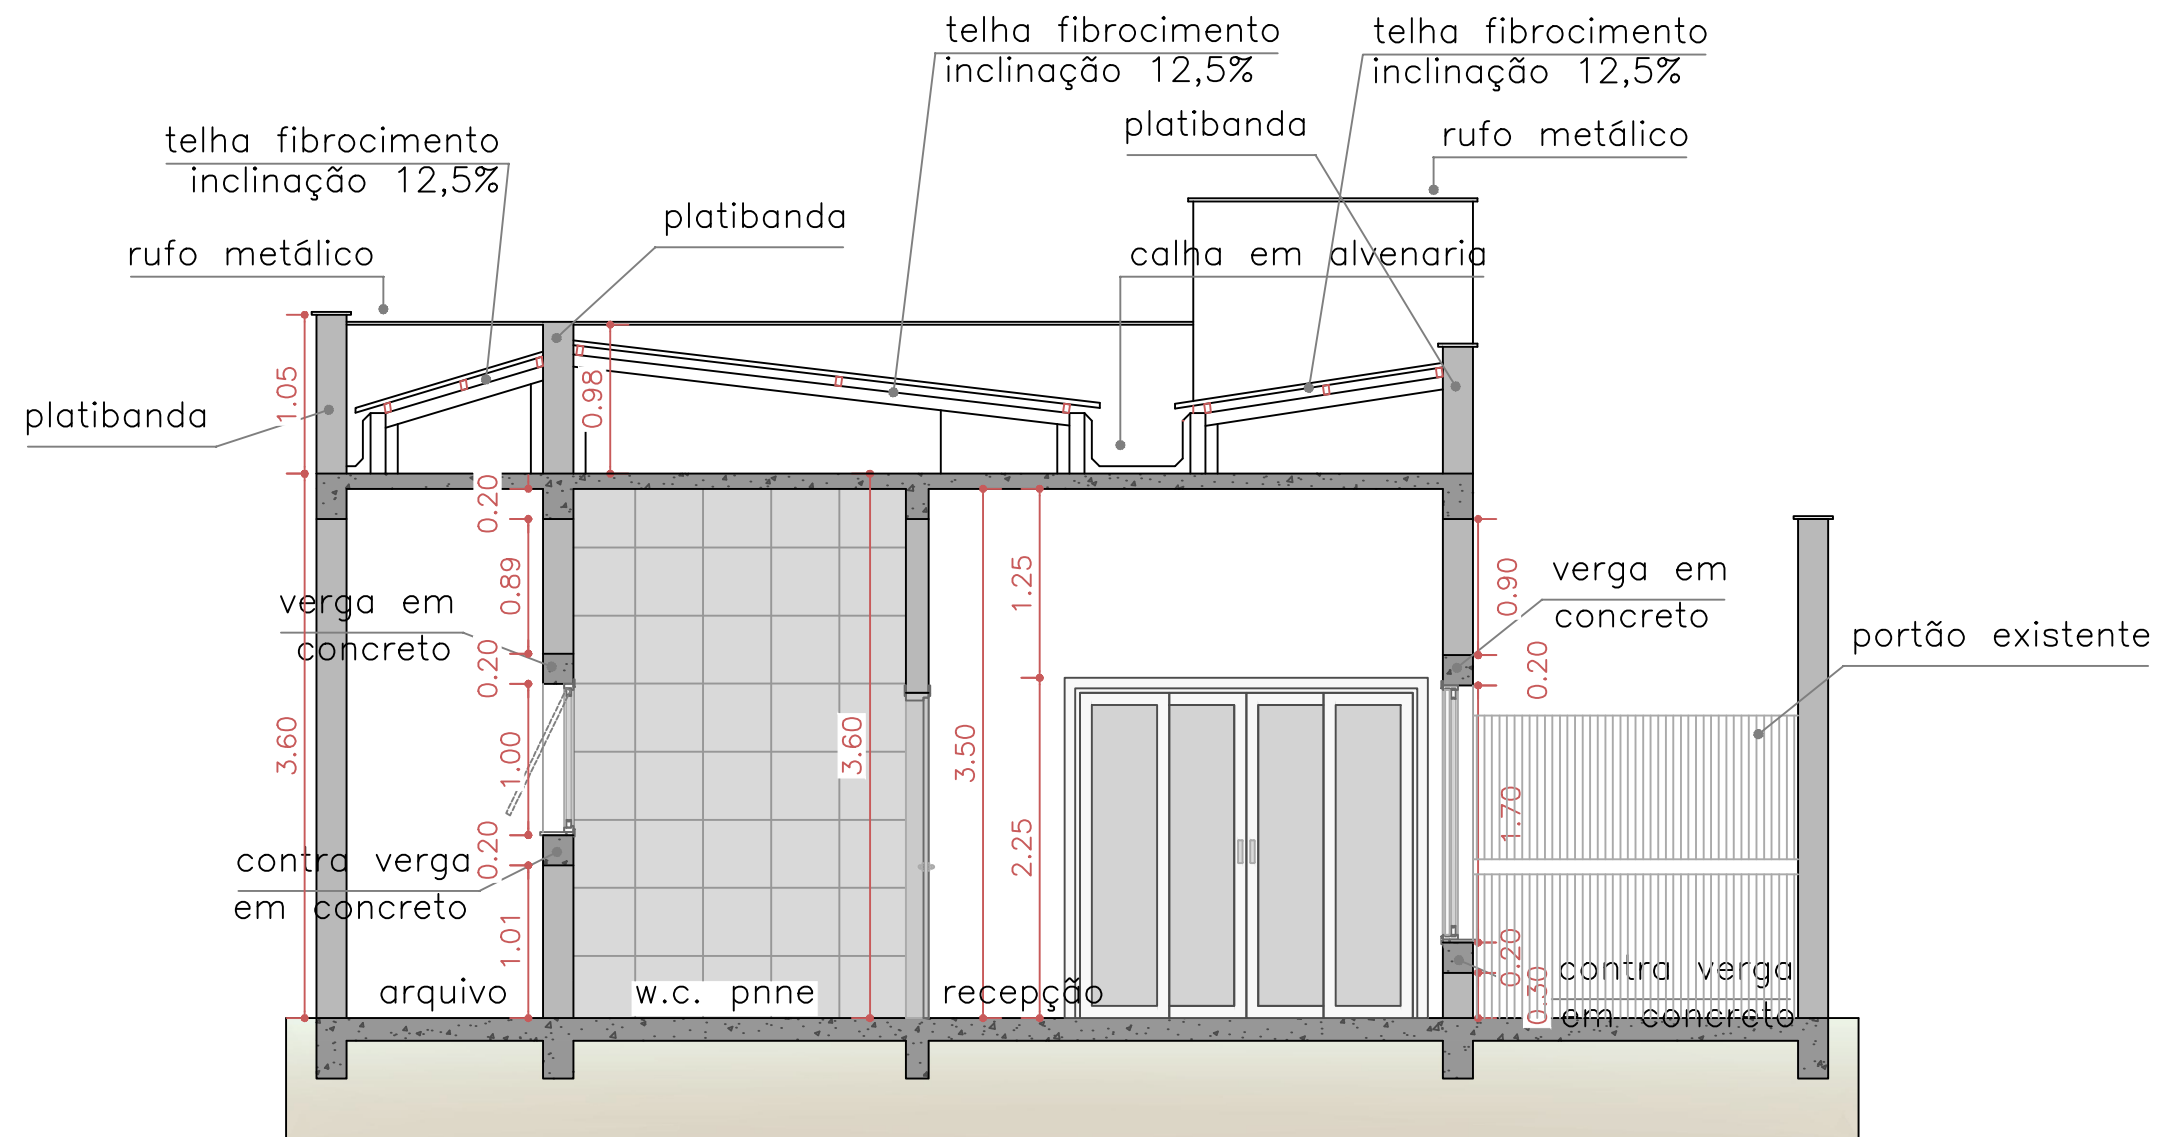 telha fibrocimento
inclinação 12,5%
telha fibrocimento
inclinação 12,5%
platibanda
rufo metálico
telha fibrocimento
inclinação 12,5%
platibanda
rufo metálico
calha em alvenaria
platibanda
1.05
0.98
0.20
0.89
verga em
concreto
0.20
1.00
0.20
contra verga
em concreto
1.01
3.60
3.60
3.50
1.25
2.25
0.90
verga em
concreto
0.20
portão existente
1.70
0.20
0.30
contra verga
em concreto
arquivo
w.c. pnne
recepção